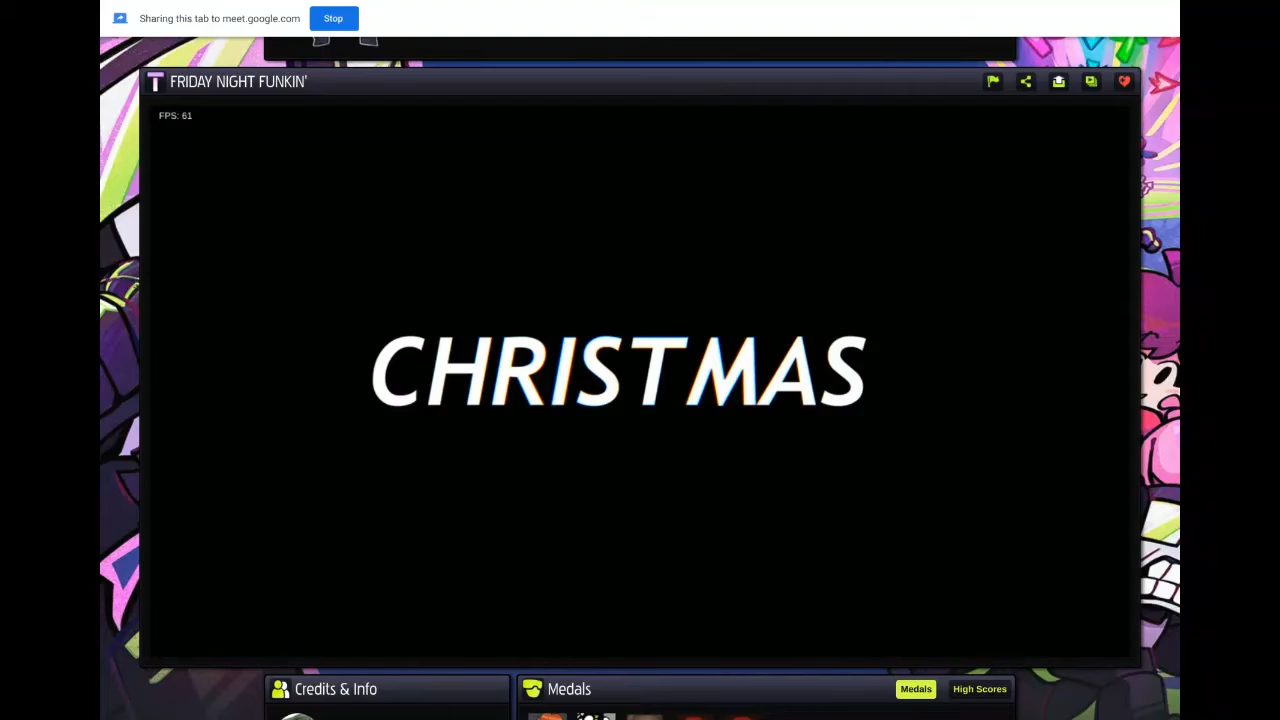 Sharing this tab to meet.google.com Stop
FRIDAY NIGHT FUNKIN'
FPS: 61
CHRISTMAS
Credits & Info
Medals
Medals
High Scores